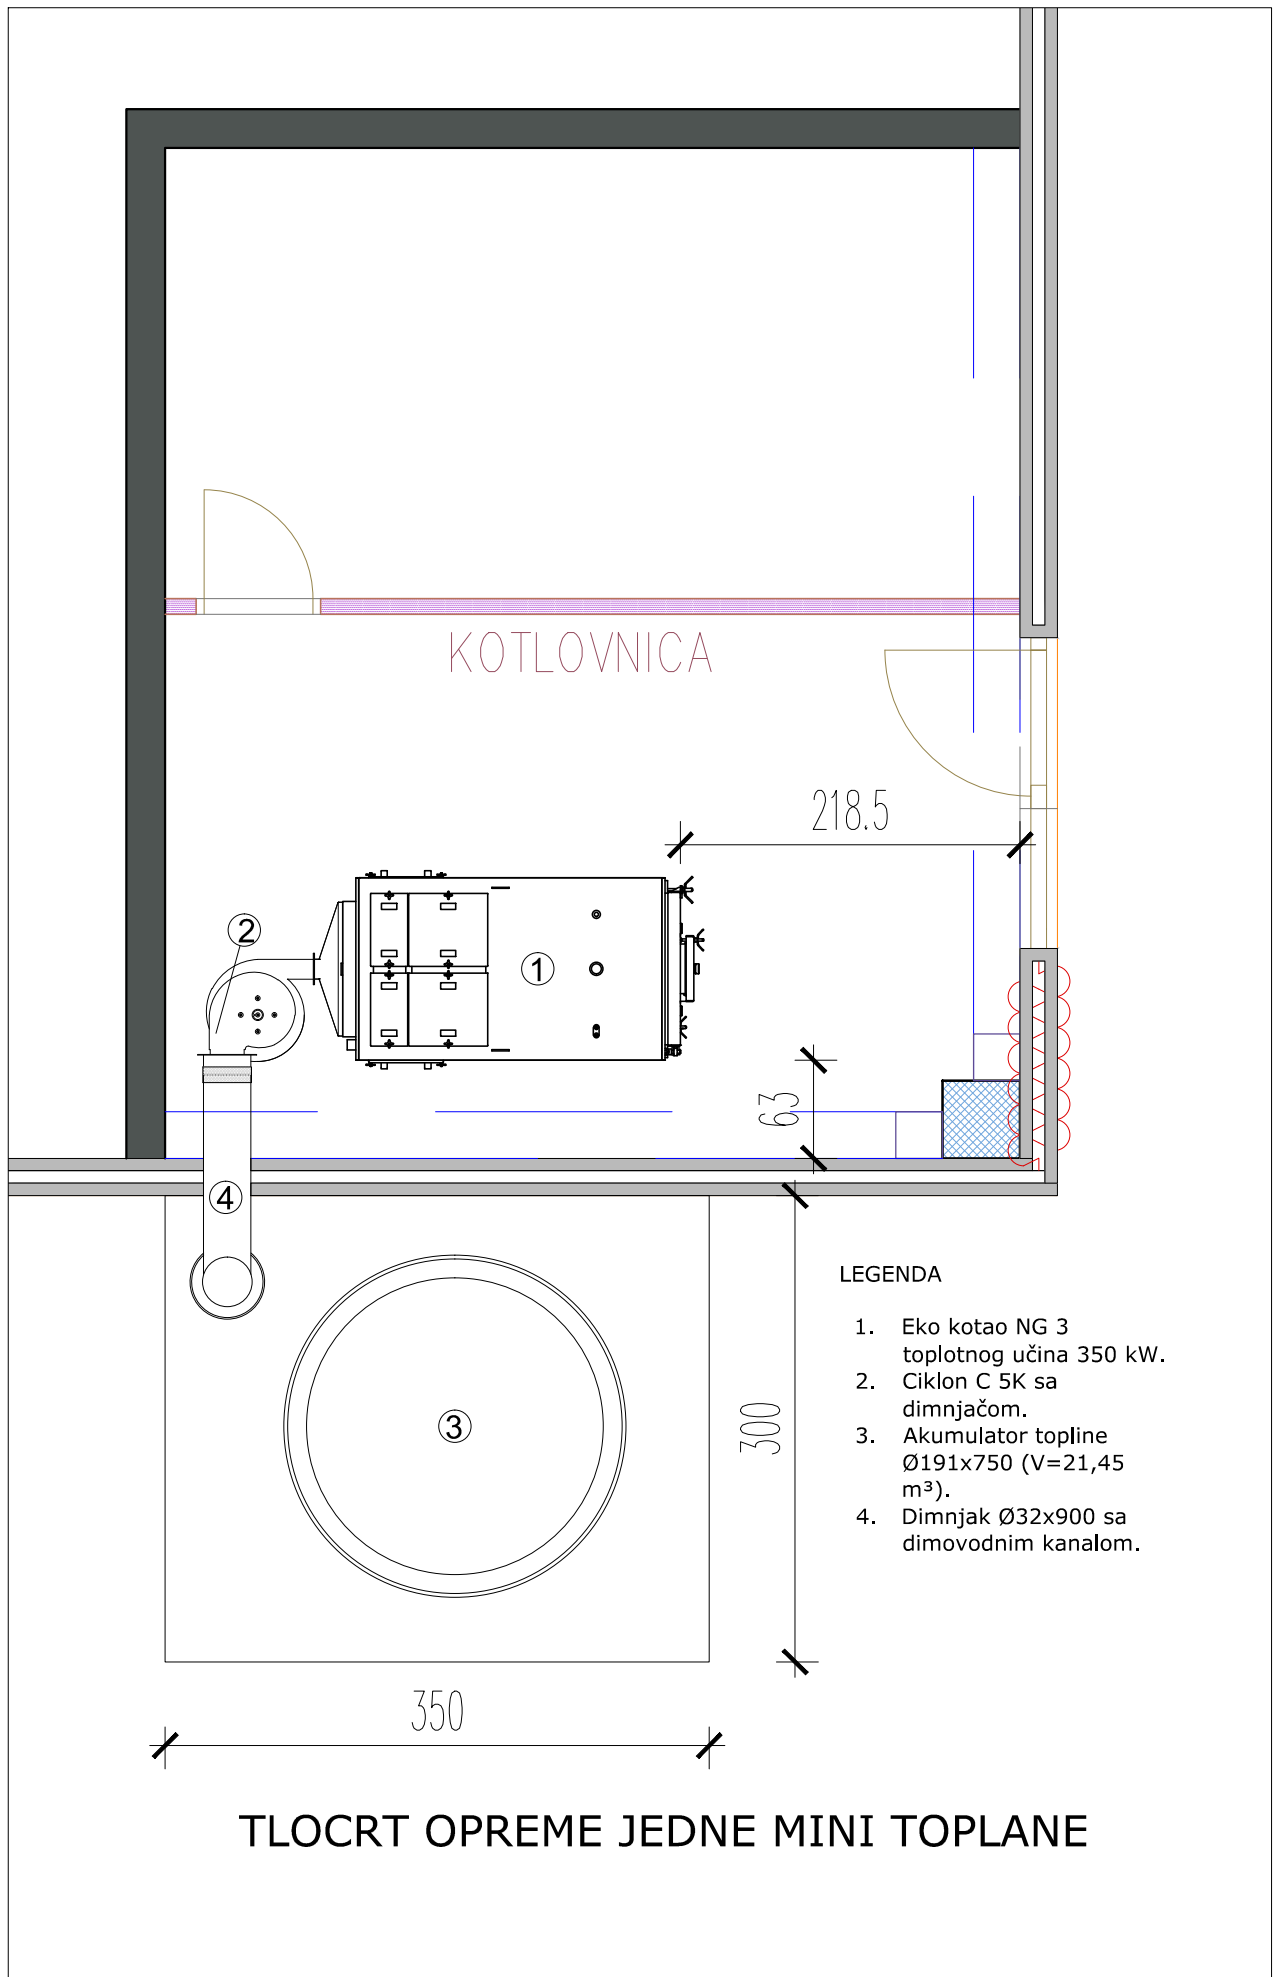 KOTLOVNICA
218.5
2
1
63
4
LEGENDA
1. Eko kotao NG 3
toplotnog učina 350 kW.
2. Ciklon C 5K sa
dimnjačom.
3. Akumulator topline
Ø191x750 (V=21,45
m³).
4. Dimnjak Ø32x900 sa
dimovodnim kanalom.
3
300
350
TLOCRT OPREME JEDNE MINI TOPLANE